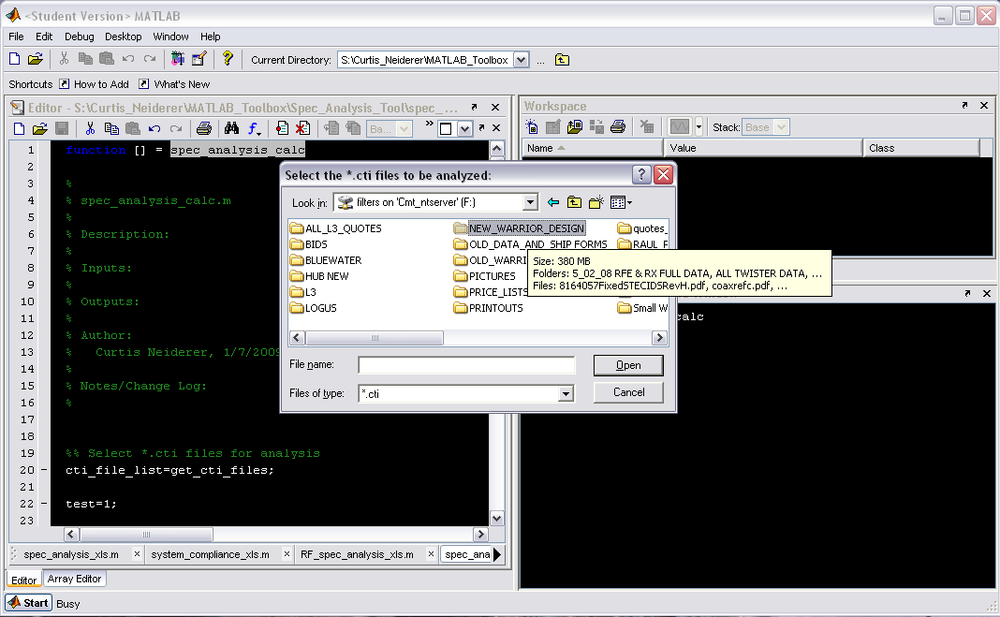 <Student Version> MATLAB
File Edit Debug Desktop Window Help
Current Directory: S:\Curtis_Neiderer\MATLAB_Toolbox ...
Shortcuts How to Add What's New
Editor - S:\Curtis_Neiderer\MATLAB_Toolbox\Spec_Analysis_Tool\spec_ ...
Ba...
1 function [] = spec_analysis_calc
2
3 %
4 % spec_analysis_calc.m
5 %
6 % Description:
7 %
8 % Inputs:
9 %
10 % Outputs:
11 %
12 % Author:
13 % Curtis Neiderer, 1/7/2009
14 %
15 % Notes/Change Log:
16 %
17
18
19 %% Select *.cti files for analysis
20 - cti_file_list=get_cti_files;
21
22 - test=1;
23
spec_analysis_xls.m system_compliance_xls.m RF_spec_analysis_xls.m spec_ana
Editor Array Editor
Start Busy
Workspace
Stack: Base
Name Value Class
calc
Select the *.cti files to be analyzed:
Look in: filters on 'Cmt_ntserver' (F:)
ALL_L3_QUOTES NEW_WARRIOR_DESIGN quotes_
BIDS OLD_DATA_AND_SHIP FORMS RAUL_F
BLUEWATER OLD_WARRI
HUB NEW PICTURES
L3 PRICE_LISTS
LOGUS PRINTOUTS Small W
Size: 380 MB
Folders: 5_02_08 RFE & RX FULL DATA, ALL TWISTER DATA, ...
Files: 8164057FixedSTECIDSRevH.pdf, coaxrefc.pdf, ...
File name: Open
Files of type: *.cti Cancel